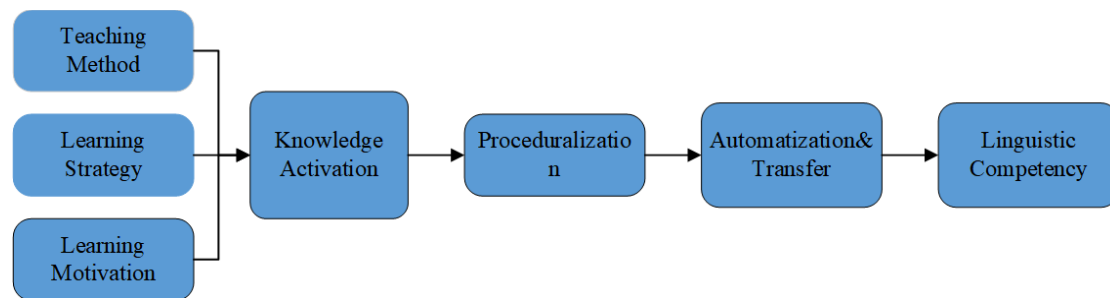 Teaching
Method
Learning
Strategy
Learning
Motivation
Knowledge
Activation
Proceduralizatio
n
Automatization&
Transfer
Linguistic
Competency